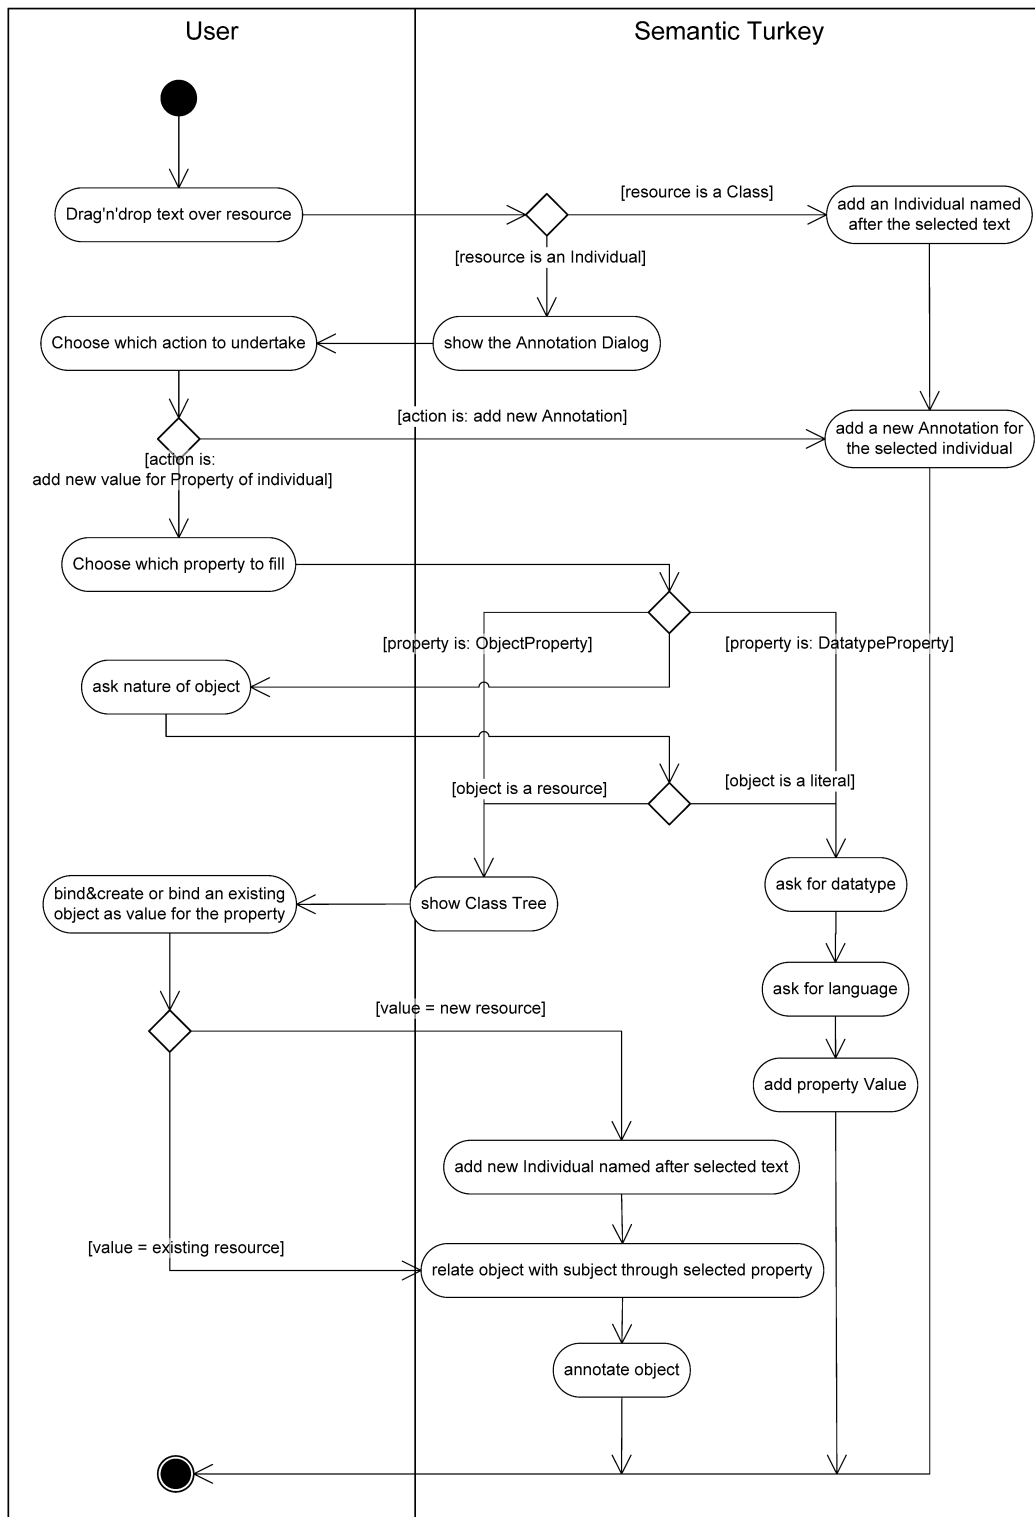 User
Semantic Turkey
[resource is a Class]
Drag'n'drop text over resource
add an Individual named
after the selected text
[resource is an Individual]
Choose which action to undertake
show the Annotation Dialog
[action is: add new Annotation]
add a new Annotation for
the selected individual
[action is:
add new value for Property of individual]
Choose which property to fill
[property is: ObjectProperty]
[property is: DatatypeProperty]
ask nature of object
[object is a resource]
[object is a literal]
bind&create or bind an existing
object as value for the property
show Class Tree
ask for datatype
ask for language
[value = new resource]
add property Value
add new Individual named after selected text
[value = existing resource]
relate object with subject through selected property
annotate object